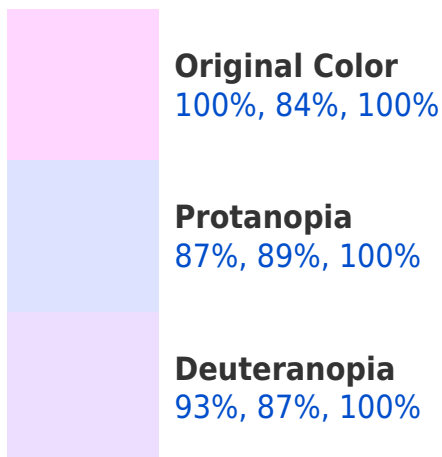 Original Color
100%, 84%, 100%
Protanopia
87%, 89%, 100%
Deuteranopia
93%, 87%, 100%